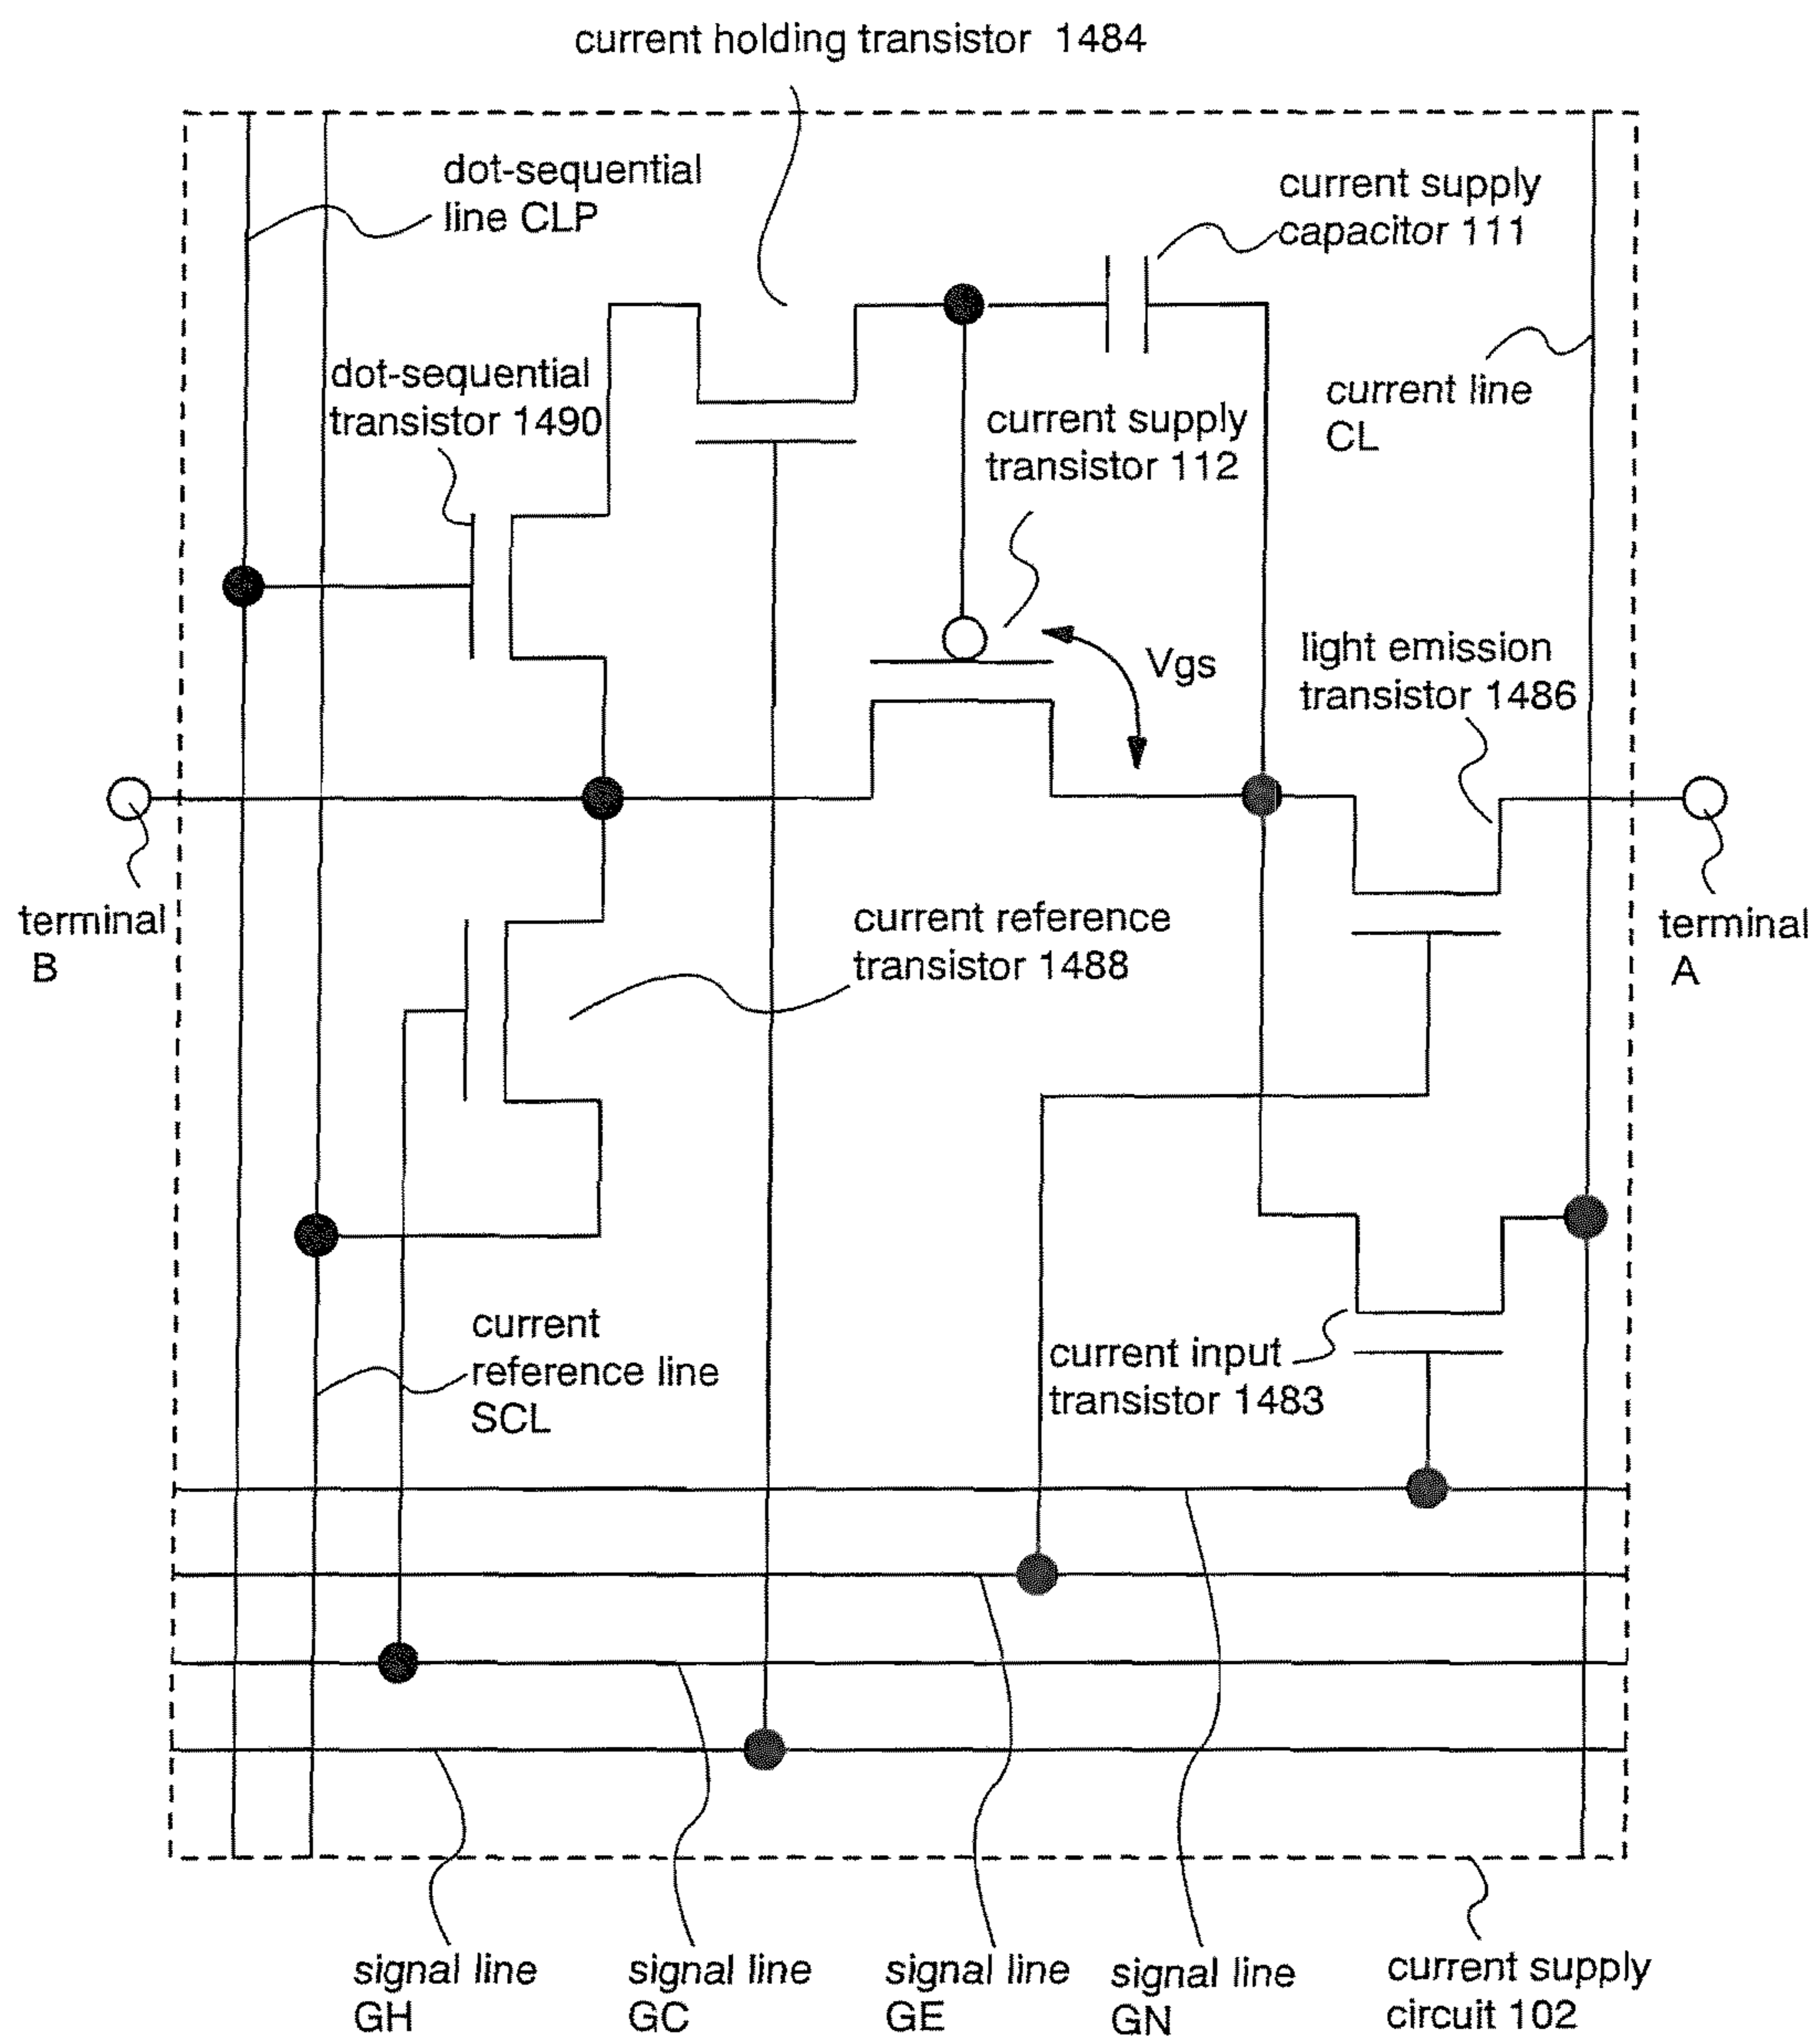 current holding transistor 1484
dot-sequential
line CLP
current supply
capacitor 111
dot-sequential
transistor 1490
current supply
transistor 112
current line
CL
Vgs
light emission
transistor 1486
terminal
B
current reference
transistor 1488
terminal
A
current
reference line
SCL
current input
transistor 1483
signal line
GH
signal line
GC
signal line
GE
signal line
GN
current supply
circuit 102